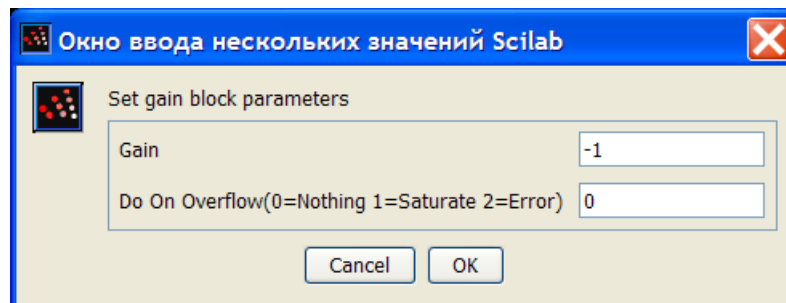 Окно ввода нескольких значений Scilab
Set gain block parameters
Gain -1
Do On Overflow(0=Nothing 1=Saturate 2=Error) 0
Cancel OK